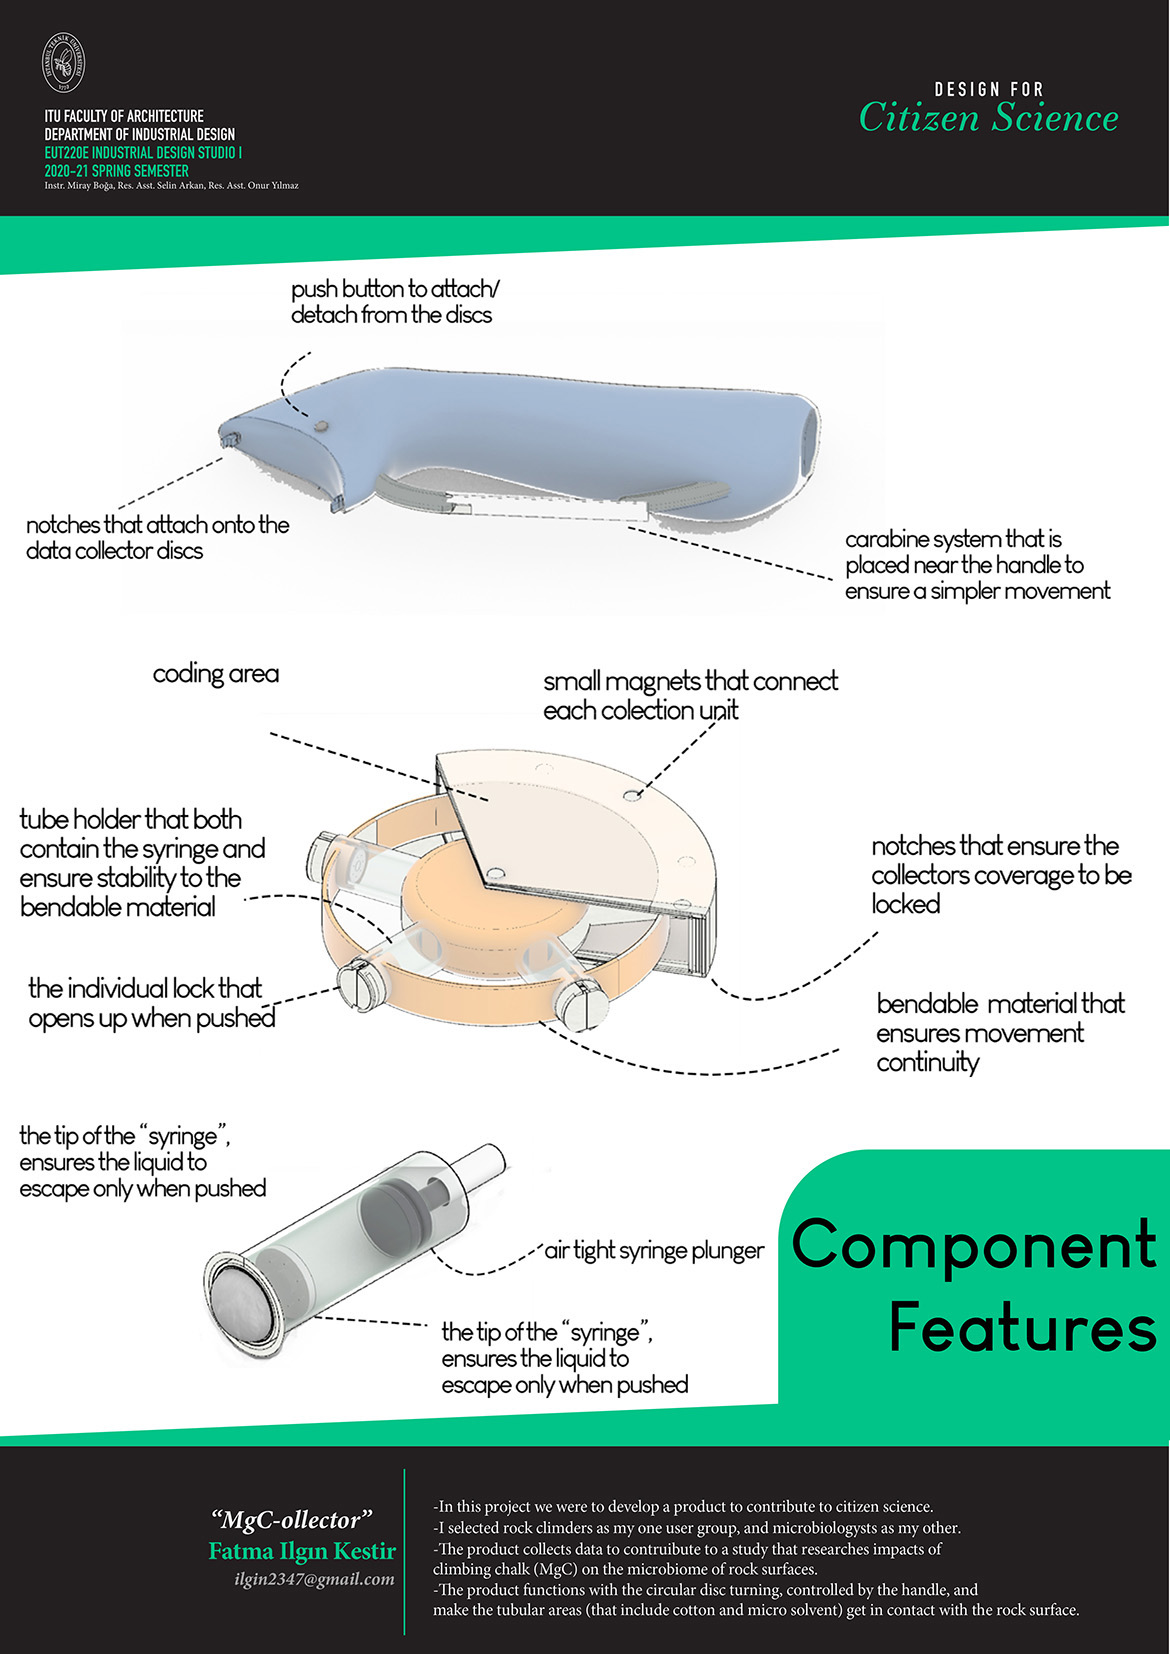 İSTANBUL TEKNİK ÜNİVERSİTESİ
1773
ITU FACULTY OF ARCHITECTURE
DEPARTMENT OF INDUSTRIAL DESIGN
EUT220E INDUSTRIAL DESIGN STUDIO I
2020-21 SPRING SEMESTER
Instr. Miray Boğa, Res. Asst. Selin Arkan, Res. Asst. Onur Yılmaz
DESIGN FOR
Citizen Science
push button to attach/
detach from the discs
notches that attach onto the
data collector discs
carabine system that is
placed near the handle to
ensure a simpler movement
coding area
small magnets that connect
each colection unit
tube holder that both
contain the syringe and
ensure stability to the
bendable material
notches that ensure the
collectors coverage to be
locked
the individual lock that
opens up when pushed
bendable material that
ensures movement
continuity
the tip of the “syringe”,
ensures the liquid to
escape only when pushed
air tight syringe plunger
the tip of the “syringe”,
ensures the liquid to
escape only when pushed
Component
Features
“MgC-ollector”
Fatma Ilgın Kestir
ilgin2347@gmail.com
-In this project we were to develop a product to contribute to citizen science.
-I selected rock climders as my one user group, and microbiologysts as my other.
-The product collects data to contruibute to a study that researches impacts of
climbing chalk (MgC) on the microbiome of rock surfaces.
-The product functions with the circular disc turning, controlled by the handle, and
make the tubular areas (that include cotton and micro solvent) get in contact with the rock surface.